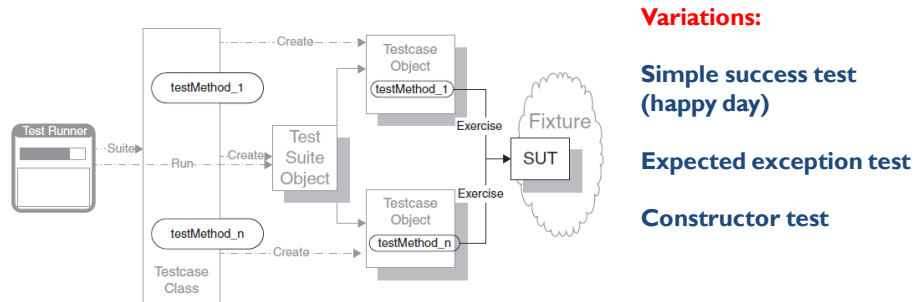 Test Runner
Suite
Run
testMethod_1
testMethod_n
Testcase
Class
Create
Create
Create
Test
Suite
Object
Testcase
Object
testMethod_1
Testcase
Object
testMethod_n
Exercise
Exercise
Fixture
SUT
Variations:
Simple success test
(happy day)
Expected exception test
Constructor test